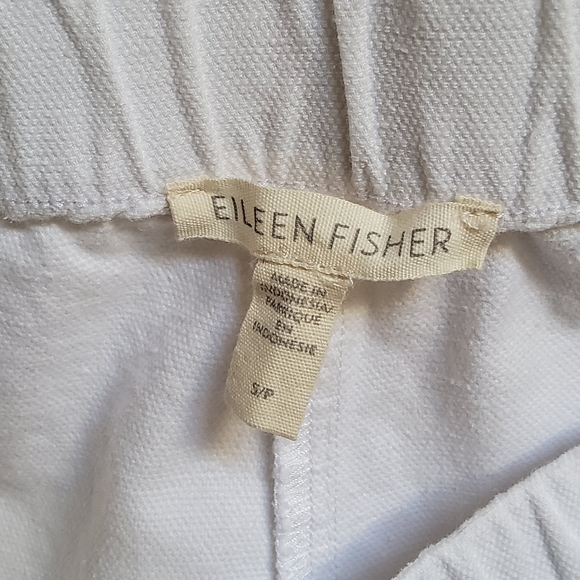 EILEEN FISHER
MADE IN
INDONESIA/
FABRIQUE
EN
INDONESIE
S/P